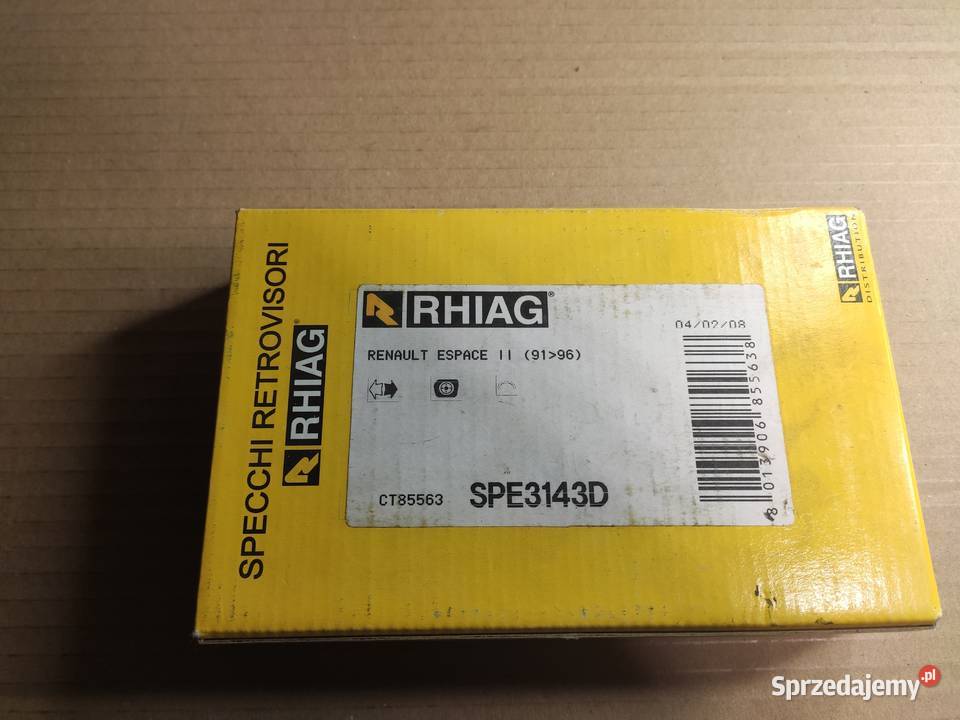 SPECCHI RETROVISORI
RHIAG
RHIAG
RENAULT ESPACE II (91>96)
04/02/08
CT85563 SPE3143D
8 013906 855638
RHIAG
DISTRIBUTION
Sprzedajemy.pl